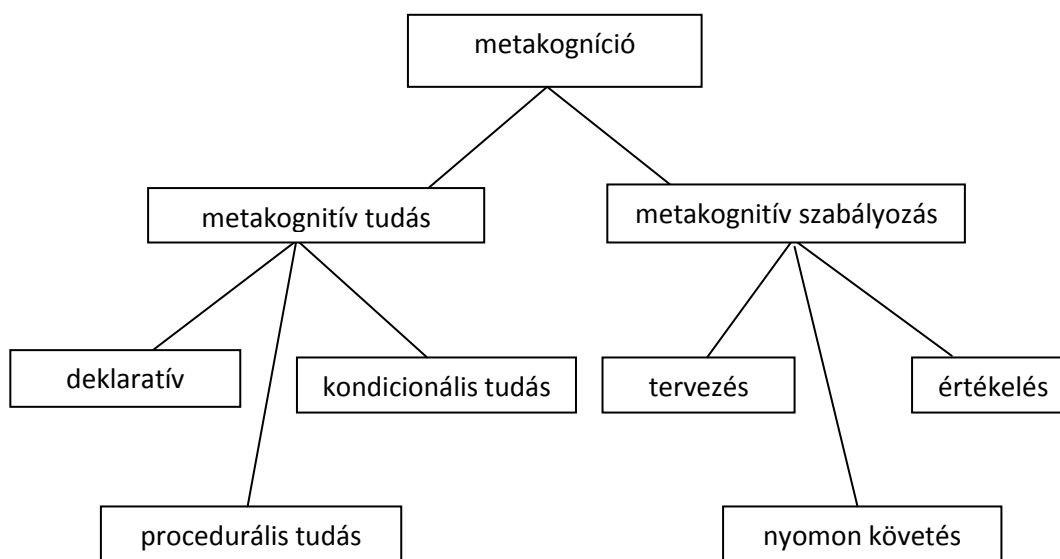 metakogníció
metakognitív tudás
metakognitív szabályozás
deklaratív
kondicionális tudás
tervezés
értékelés
procedurális tudás
nyomon követés